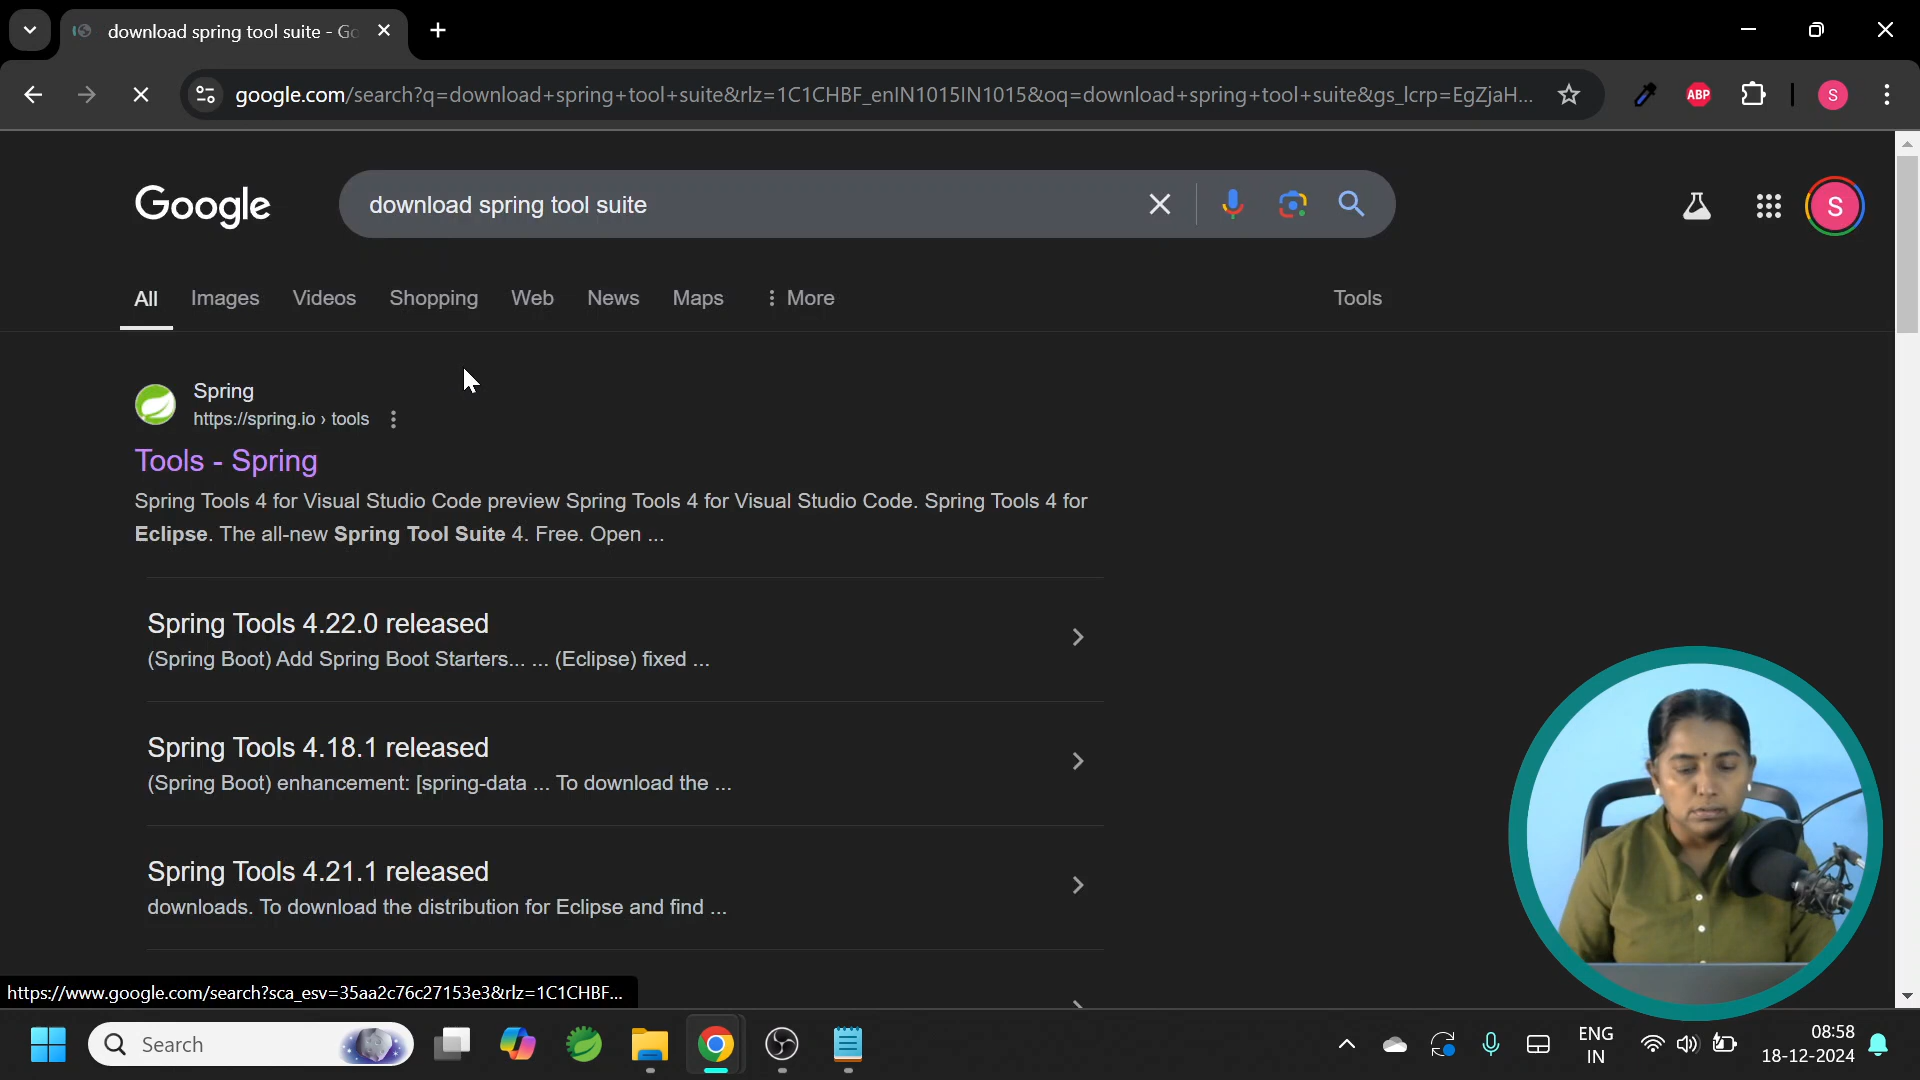 download spring tool suite - Go
google.com/search?q=download+spring+tool+suite&rlz=1C1CHBF_enIN1015IN1015&oq=download+spring+tool+suite&gs_lcrp=EgZjaH...
ABP
S
Google
download spring tool suite
S
All
Images
Videos
Shopping
Web
News
Maps
More
Tools
Spring
https://spring.io › tools
Tools - Spring
Spring Tools 4 for Visual Studio Code preview Spring Tools 4 for Visual Studio Code. Spring Tools 4 for
Eclipse. The all-new Spring Tool Suite 4. Free. Open ...
Spring Tools 4.22.0 released
(Spring Boot) Add Spring Boot Starters... ... (Eclipse) fixed ...
Spring Tools 4.18.1 released
(Spring Boot) enhancement: [spring-data ... To download the ...
Spring Tools 4.21.1 released
downloads. To download the distribution for Eclipse and find ...
https://www.google.com/search?sca_esv=35aa2c76c27153e3&rlz=1C1CHBF...
Search
ENG
IN
08:58
18-12-2024